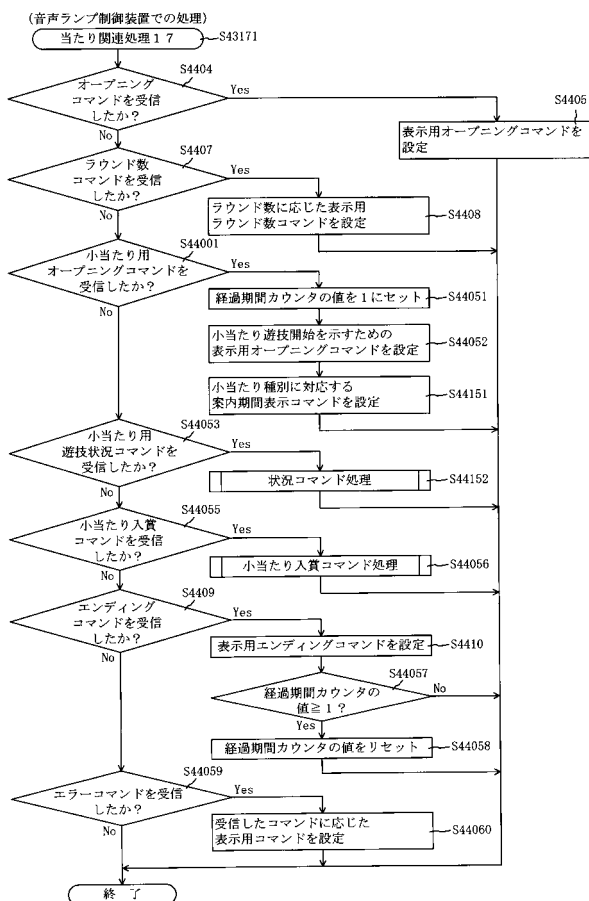 (音声ランプ制御装置での処理)
当たり関連処理17
S43171
S4404
オープニング
コマンドを受信
したか?
Yes
No
S4405
表示用オープニングコマンドを
設定
S4407
ラウンド数
コマンドを受信
したか?
Yes
No
ラウンド数に応じた表示用
ラウンド数コマンドを設定
S4408
S44001
小当たり用
オープニングコマンドを
受信したか?
Yes
No
経過期間カウンタの値を1にセット
S44051
小当たり遊技開始を示すための
表示用オープニングコマンドを設定
S44052
小当たり種別に対応する
案内期間表示コマンドを設定
S44151
S44053
小当たり用
遊技状況コマンドを
受信したか?
Yes
No
状況コマンド処理
S44152
S44055
小当たり入賞
コマンドを受信
したか?
Yes
No
小当たり入賞コマンド処理
S44056
S4409
エンディング
コマンドを受信
したか?
Yes
No
表示用エンディングコマンドを設定
S4410
S44057
経過期間カウンタの
値≧1?
No
Yes
経過期間カウンタの値をリセット
S44058
S44059
エラーコマンドを受信
したか?
Yes
No
受信したコマンドに応じた
表示用コマンドを設定
S44060
終 了